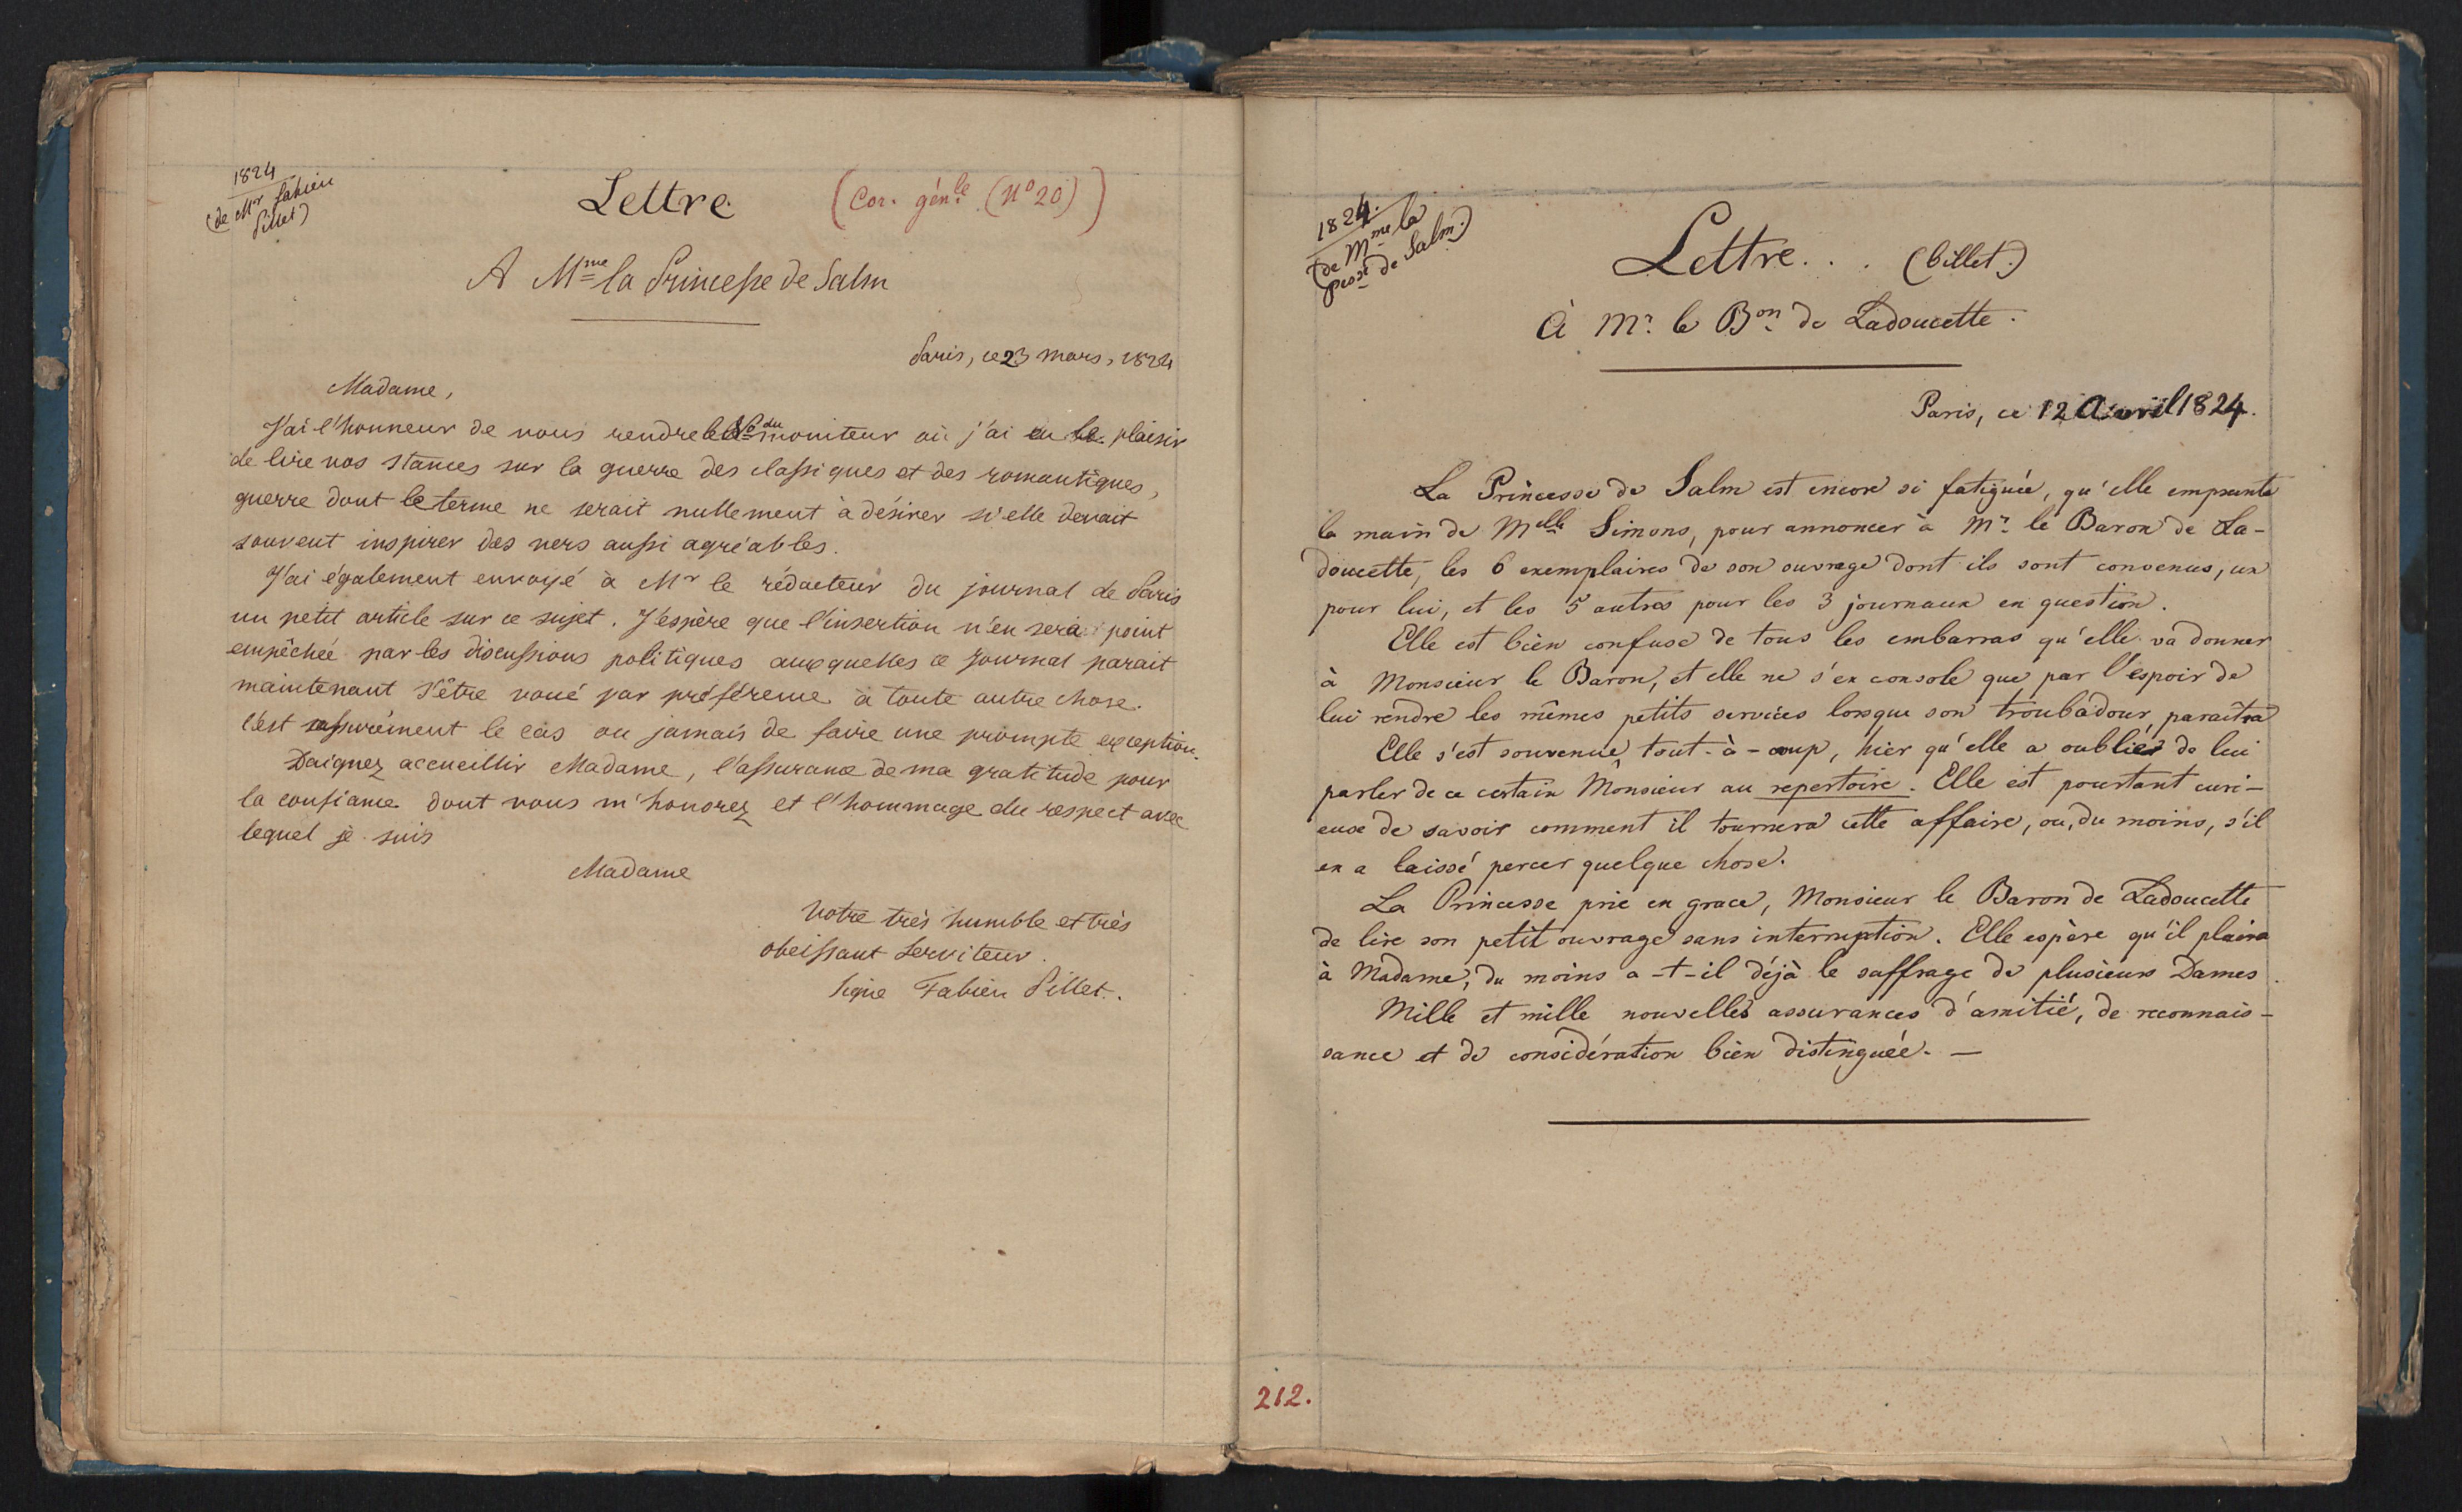 1824
(de Mr Fabien
Pillet)
Lettre (Cor. génle. (No 20))
A Mme la Princesse de Salm
Paris, ce 23 mars, 1824
Madame,
J'ai l'honneur de vous rendre le No du moniteur où j'ai eu le plaisir
de lire vos stances sur la guerre des classiques et des romantiques,
guerre dont le terme ne serait nullement à désirer si elle devait
souvent inspirer des vers aussi agréables.
J'ai également envoyé à Mr le rédacteur du journal de Paris
un petit article sur ce sujet. J'espère que l'insertion n'en sera point
empêchée par les discussions politiques auxquelles ce journal parait
maintenant s'être voué par préférence à toute autre chose.
C'est assurément le cas ou jamais de faire une prompte exception.
Daignez accueillir Madame, l'assurance de ma gratitude pour
la confiance dont vous m'honorez et l'hommage du respect avec
lequel je suis
Madame
Votre très humble et très
obeissant Serviteur.
Signé Fabien Pillet.
1824.
(de Mme la
Pesse de Salm.)
Lettre... (billet.)
À Mr. le Bon de Ladoucette.
Paris, ce 12 Avril 1824.
La Princesse de Salm est encore si fatiguée, qu'elle emprunte
la main de Melle Simons, pour annoncer à Mr. le Baron de La-
doucette, les 6 exemplaires de son ouvrage dont ils sont convenus, un
pour lui, et les 5 autres pour les 3 journaux en question.
Elle est bien confuse de tous les embarras qu'elle va donner
à Monsieur le Baron, et elle ne s'en console que par l'espoir de
lui rendre les mêmes petits services lorsque son troubadour paraîtra
Elle s'est souvenue, tout-à-coup, hier qu'elle a oublié de lui
parler de ce certain Monsieur au repertoire. Elle est pourtant curi-
euse de savoir comment il tournera cette affaire, ou, du moins, s'il
en a laissé percer quelque chose.
La Princesse prie en grace, Monsieur le Baron de Ladoucette
de lire son petit ouvrage sans interruption. Elle espère qu'il plaira
à Madame, du moins a-t-il déjà le suffrage de plusieurs Dames.
Mille et mille nouvelles assurances d'amitié, de reconnais-
sance et de considération bien distinguée. —
212.